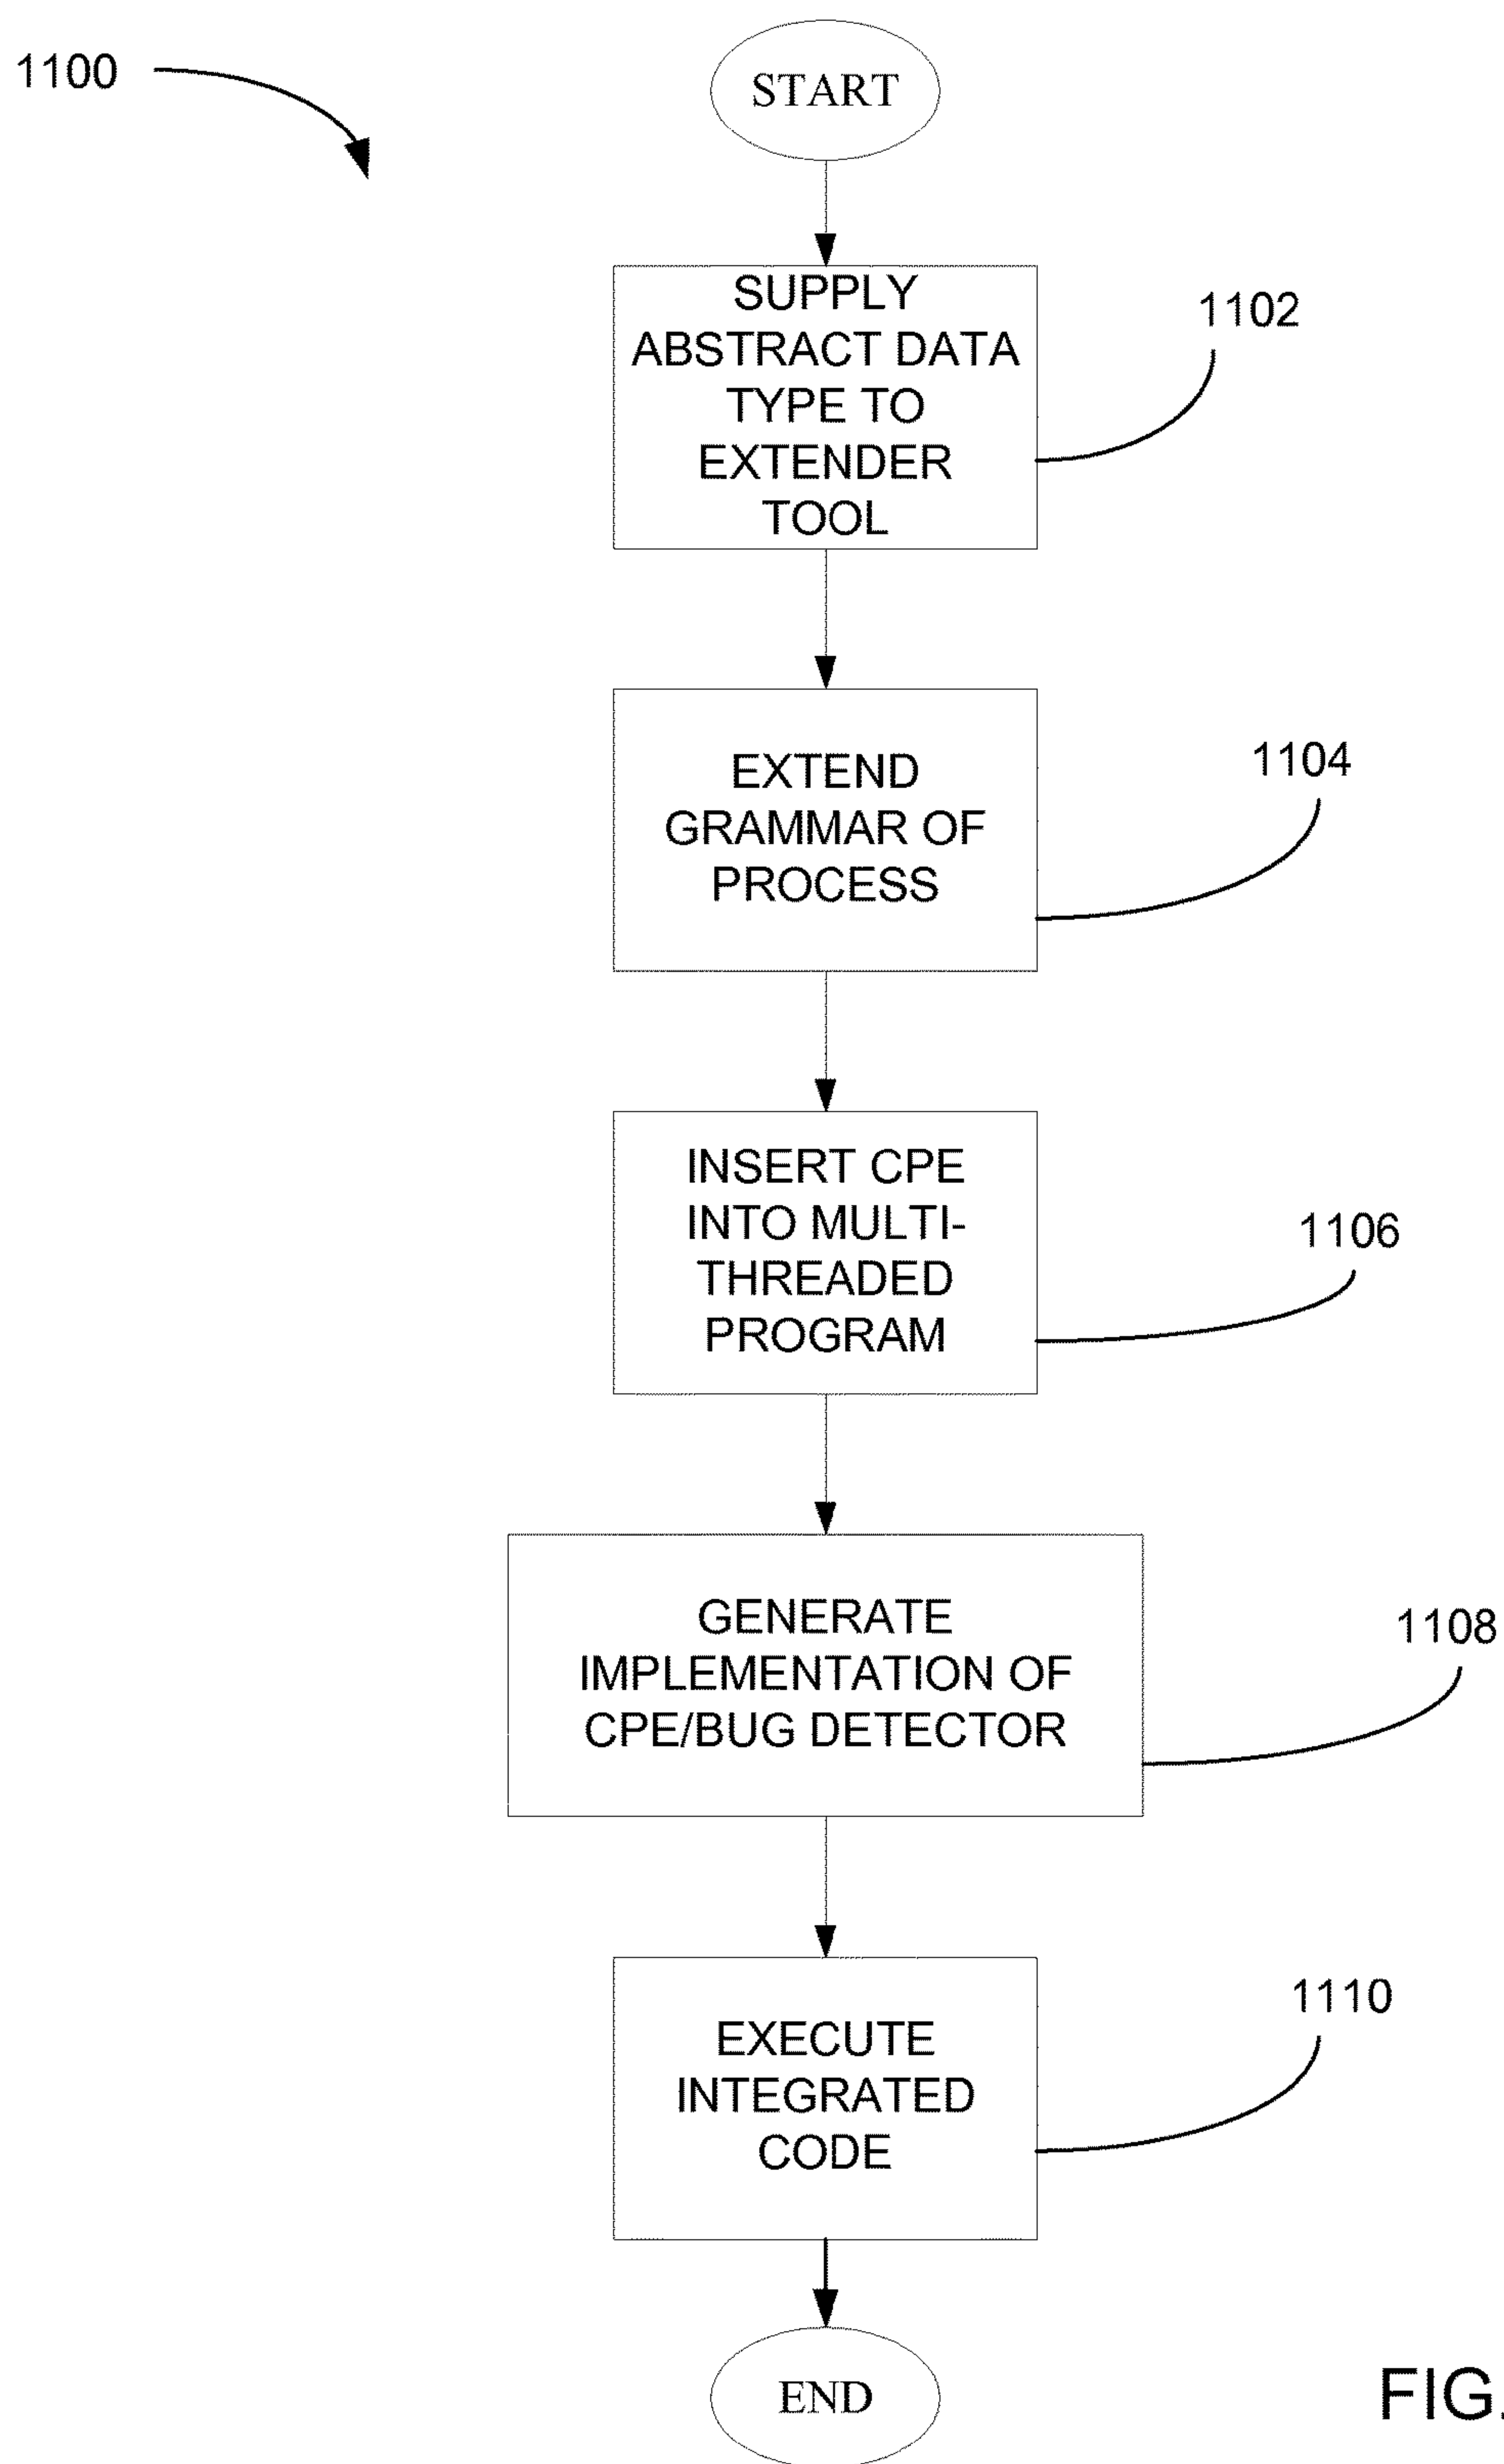 1100
START
SUPPLY
ABSTRACT DATA
TYPE TO
EXTENDER
TOOL
1102
EXTEND
GRAMMAR OF
PROCESS
1104
INSERT CPE
INTO MULTI-
THREADED
PROGRAM
1106
GENERATE
IMPLEMENTATION OF
CPE/BUG DETECTOR
1108
EXECUTE
INTEGRATED
CODE
1110
END
FIG.